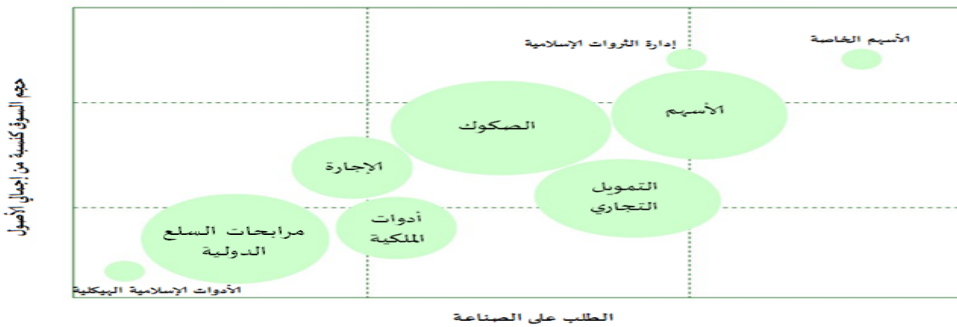 الأسهم الخاصة
إدارة الثروات الإسلامية
الأسهم
الصكوك
الإجارة
التمويل
التجاري
أدوات
الملكية
مرابحات السلع
الدولية
الأدوات الإسلامية الهيكلية
حجم السوق كنسبة من إجمالي الأصول
الطلب على الصناعة